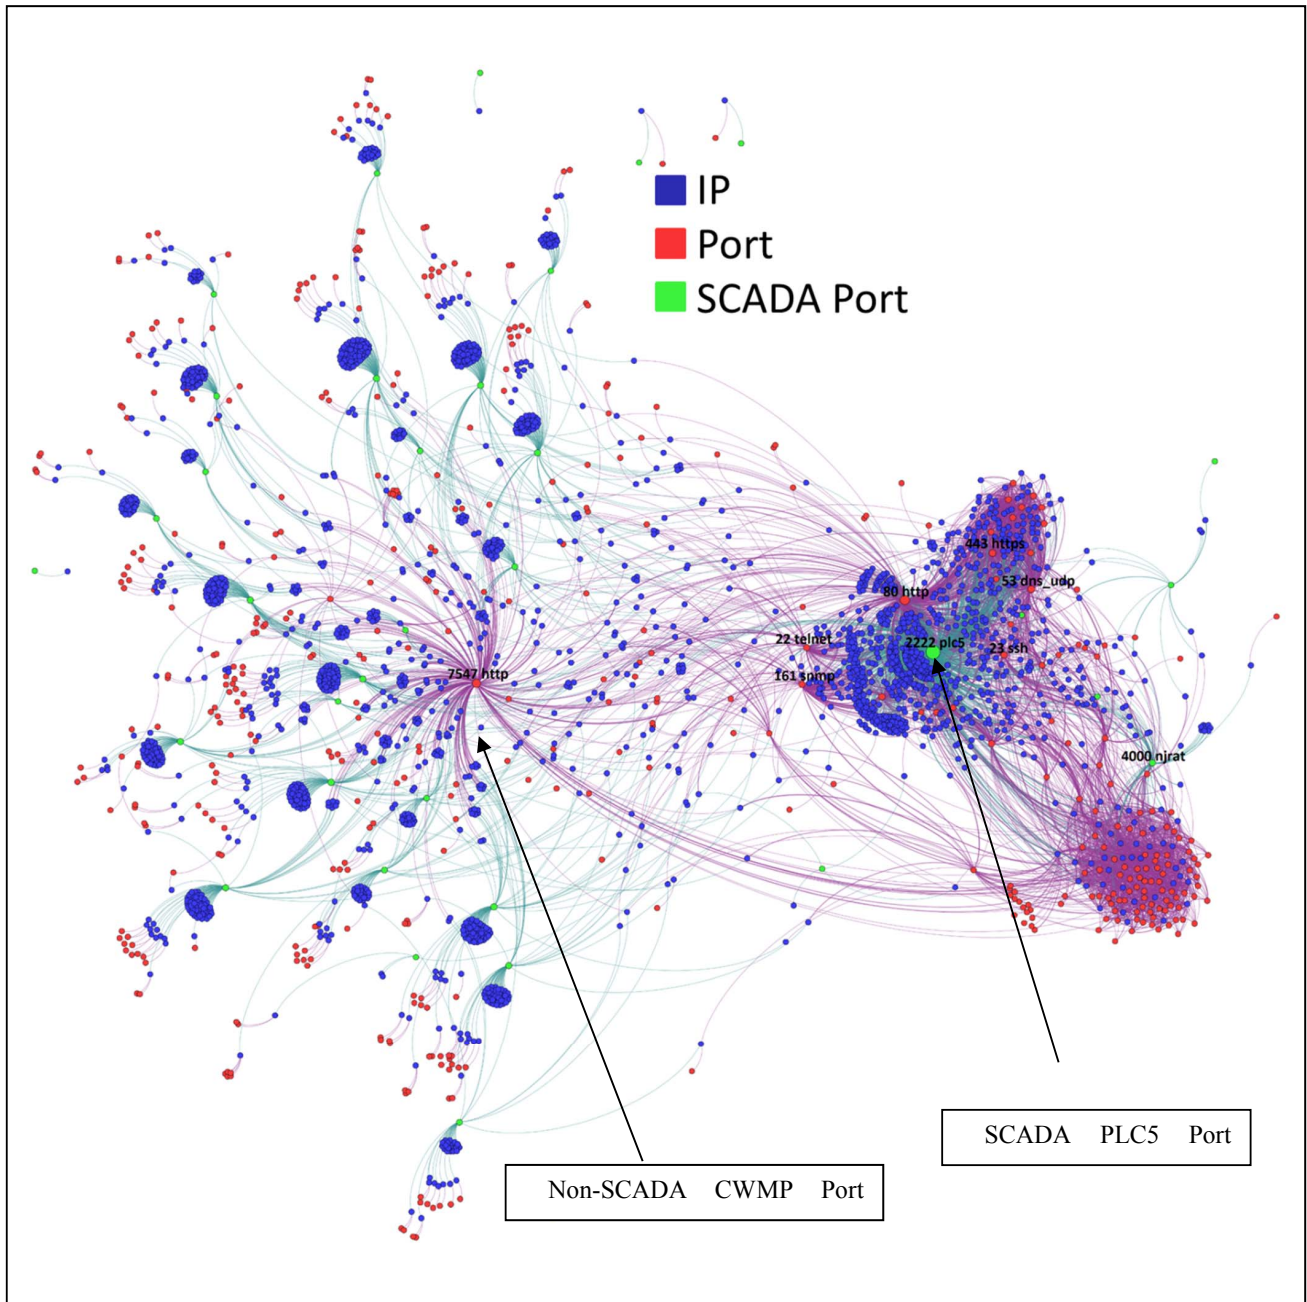 IP
Port
SCADA Port
443 https
53 dns_udp
80 http
22 telnet
2222 plc5
23 ssh
161 snmp
7547 http
4000 njrat
SCADA PLC5 Port
Non-SCADA CWMP Port